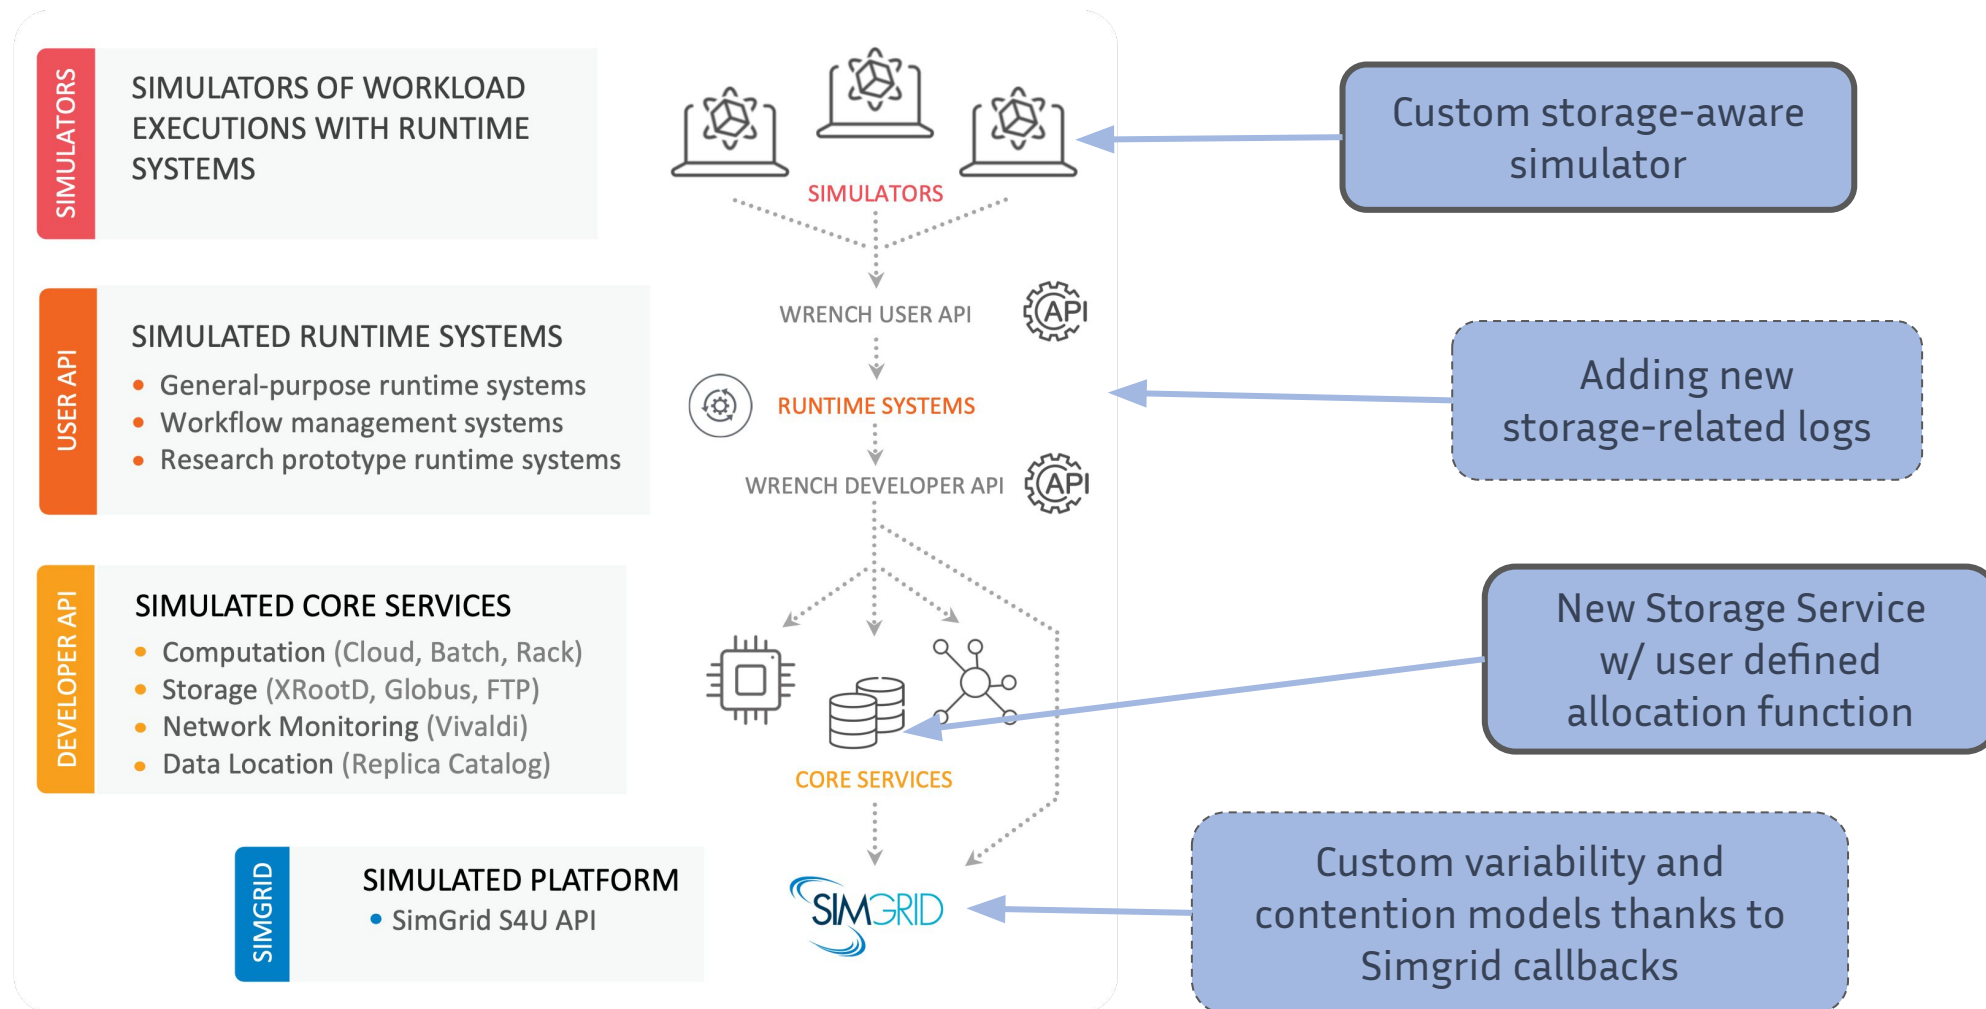 SIMULATORS
SIMULATORS OF WORKLOAD
EXECUTIONS WITH RUNTIME
SYSTEMS
SIMULATORS
Custom storage-aware
simulator
WRENCH USER API
API
USER API
SIMULATED RUNTIME SYSTEMS
• General-purpose runtime systems
• Workflow management systems
• Research prototype runtime systems
RUNTIME SYSTEMS
WRENCH DEVELOPER API
API
Adding new
storage-related logs
DEVELOPER API
SIMULATED CORE SERVICES
• Computation (Cloud, Batch, Rack)
• Storage (XRootD, Globus, FTP)
• Network Monitoring (Vivaldi)
• Data Location (Replica Catalog)
CORE SERVICES
New Storage Service
w/ user defined
allocation function
SIMGRID
SIMULATED PLATFORM
• SimGrid S4U API
SIMGRID
Custom variability and
contention models thanks to
Simgrid callbacks